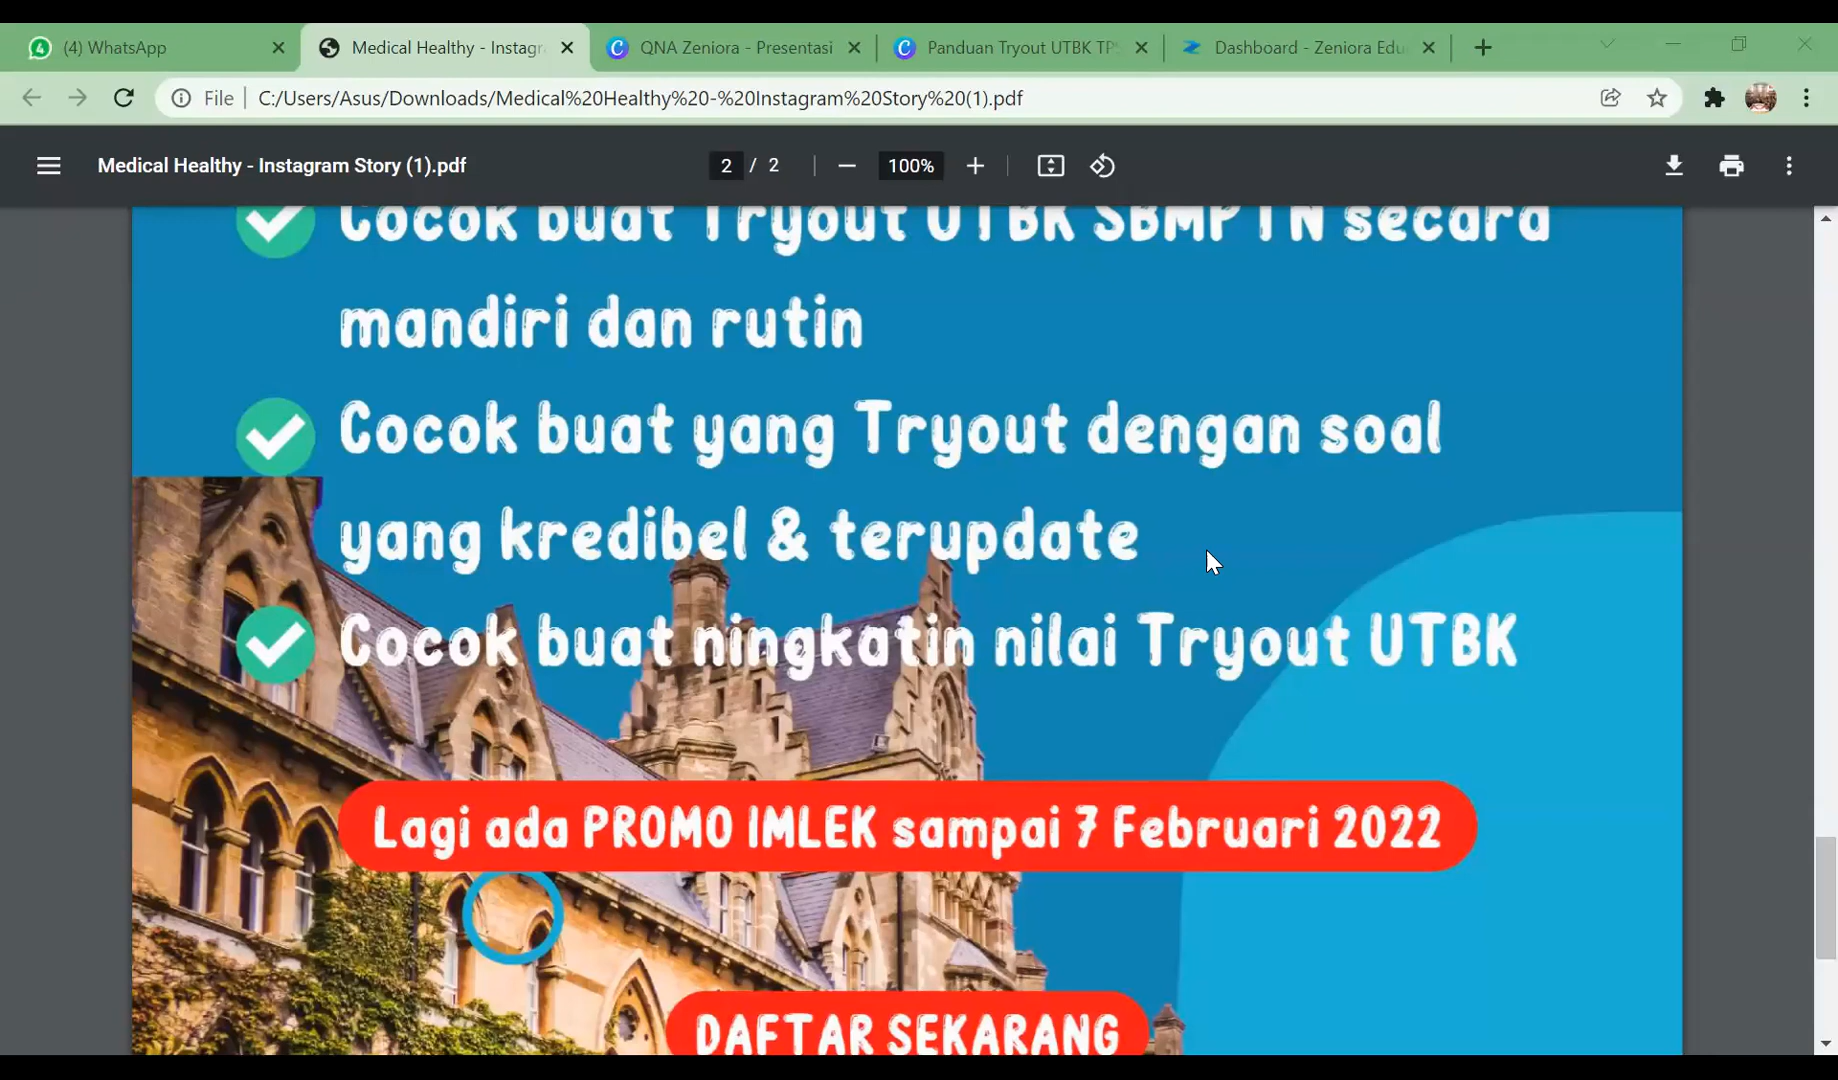 (4) WhatsApp
Medical Healthy - Instagr
QNA Zeniora - Presentasi
Panduan Tryout UTBK TPS
Dashboard - Zeniora Edu
File
C:/Users/Asus/Downloads/Medical%20Healthy%20-%20Instagram%20Story%20(1).pdf
Medical Healthy - Instagram Story (1).pdf
2 / 2
100%
Cocok buat Tryout UTBK SBMPTN secara
mandiri dan rutin
Cocok buat yang Tryout dengan soal
yang kredibel & terupdate
Cocok buat ningkatin nilai Tryout UTBK
Lagi ada PROMO IMLEK sampai 7 Februari 2022
DAFTAR SEKARANG